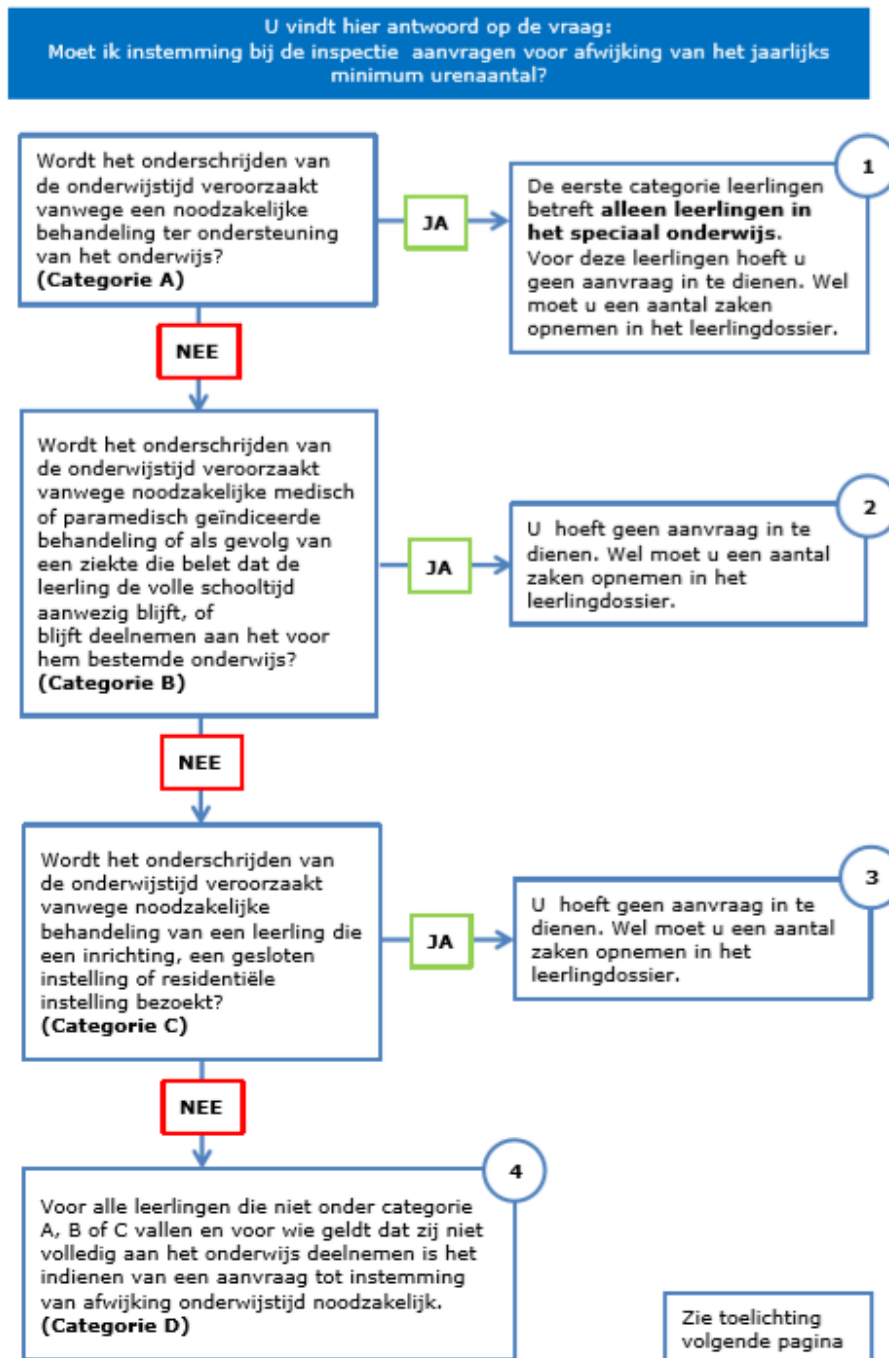 U vindt hier antwoord op de vraag:
Moet ik instemming bij de inspectie aanvragen voor afwijking van het jaarlijks
minimum urenaantal?
Wordt het onderschrijden van
de onderwijstijd veroorzaakt
vanwege een noodzakelijke
behandeling ter ondersteuning
van het onderwijs?
(Categorie A)
JA
1
De eerste categorie leerlingen
betreft alleen leerlingen in
het speciaal onderwijs.
Voor deze leerlingen hoeft u
geen aanvraag in te dienen. Wel
moet u een aantal zaken
opnemen in het leerlingdossier.
NEE
Wordt het onderschrijden van
de onderwijstijd veroorzaakt
vanwege noodzakelijke medisch
of paramedisch geïndiceerde
behandeling of als gevolg van
een ziekte die belet dat de
leerling de volle schooltijd
aanwezig blijft, of
blijft deelnemen aan het voor
hem bestemde onderwijs?
(Categorie B)
JA
2
U hoeft geen aanvraag in te
dienen. Wel moet u een aantal
zaken opnemen in het
leerlingdossier.
NEE
Wordt het onderschrijden van
de onderwijstijd veroorzaakt
vanwege noodzakelijke
behandeling van een leerling die
een inrichting, een gesloten
instelling of residentiële
instelling bezoekt?
(Categorie C)
JA
3
U hoeft geen aanvraag in te
dienen. Wel moet u een aantal
zaken opnemen in het
leerlingdossier.
NEE
4
Voor alle leerlingen die niet onder categorie
A, B of C vallen en voor wie geldt dat zij niet
volledig aan het onderwijs deelnemen is het
indienen van een aanvraag tot instemming
van afwijking onderwijstijd noodzakelijk.
(Categorie D)
Zie toelichting
volgende pagina